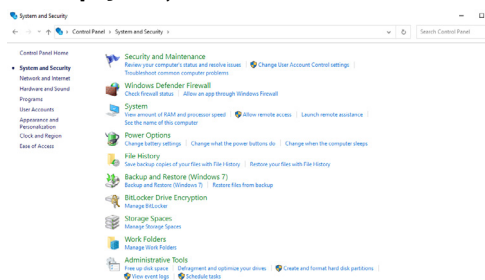 System and Security
Control Panel > System and Security
Search Control Panel
Control Panel Home
System and Security
Network and Internet
Hardware and Sound
Programs
User Accounts
Appearance and
Personalization
Clock and Region
Ease of Access
Security and Maintenance
Review your computer's status and resolve issues Change User Account Control settings
Troubleshoot common computer problems
Windows Defender Firewall
Check firewall status Allow an app through Windows Firewall
System
View amount of RAM and processor speed Allow remote access Launch remote assistance
See the name of this computer
Power Options
Change battery settings Change what the power buttons do Change when the computer sleeps
File History
Save backup copies of your files with File History Restore your files with File History
Backup and Restore (Windows 7)
Backup and Restore (Windows 7) Restore files from backup
BitLocker Drive Encryption
Manage BitLocker
Storage Spaces
Manage Storage Spaces
Work Folders
Manage Work Folders
Administrative Tools
Free up disk space Defragment and optimize your drives Create and format hard disk partitions
View event logs Schedule tasks